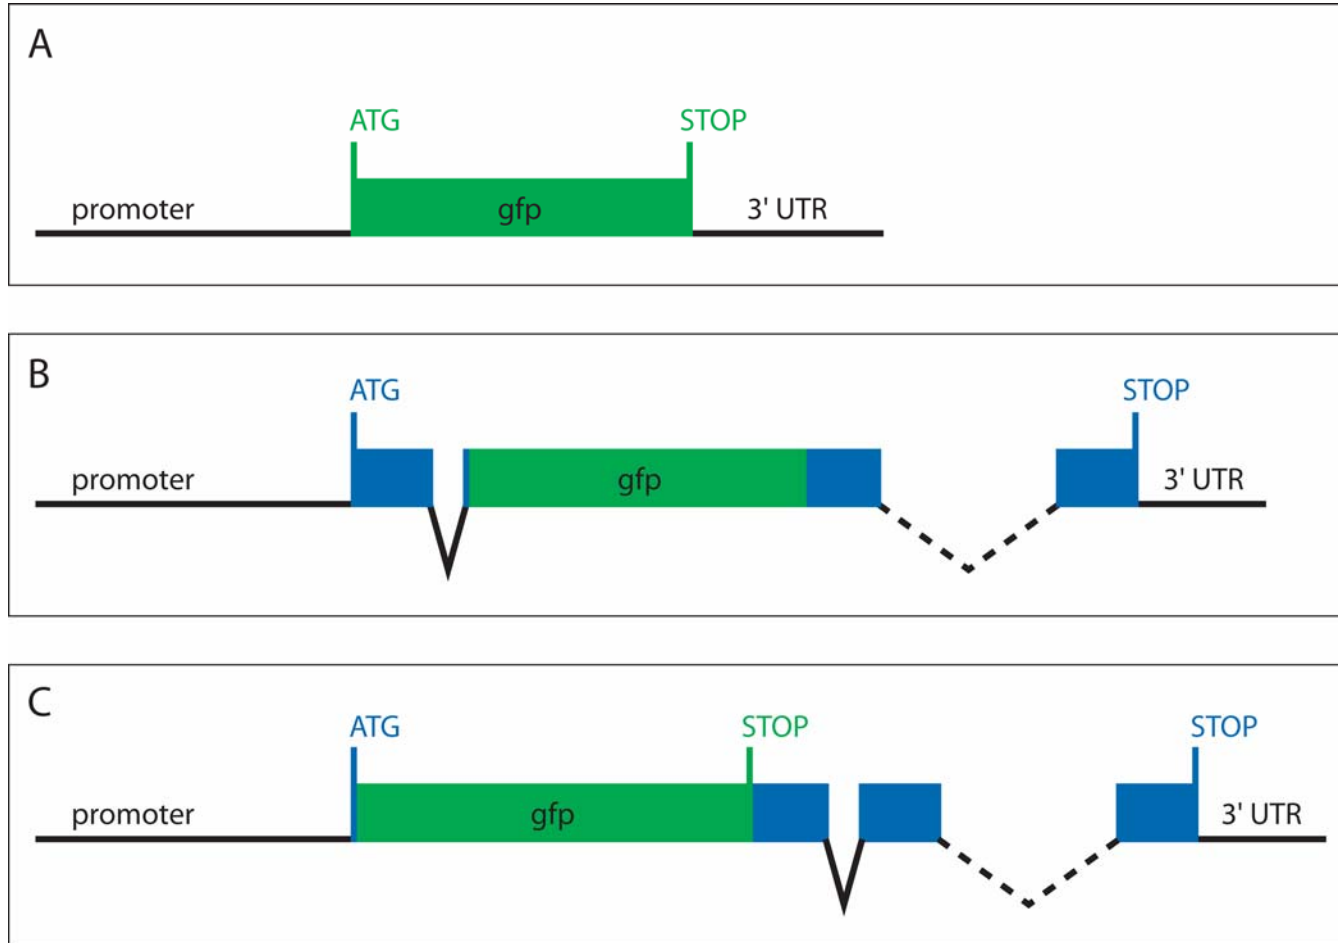 A
ATG STOP
promoter gfp 3' UTR
B
ATG STOP
promoter gfp 3' UTR
C
ATG STOP STOP
promoter gfp 3' UTR